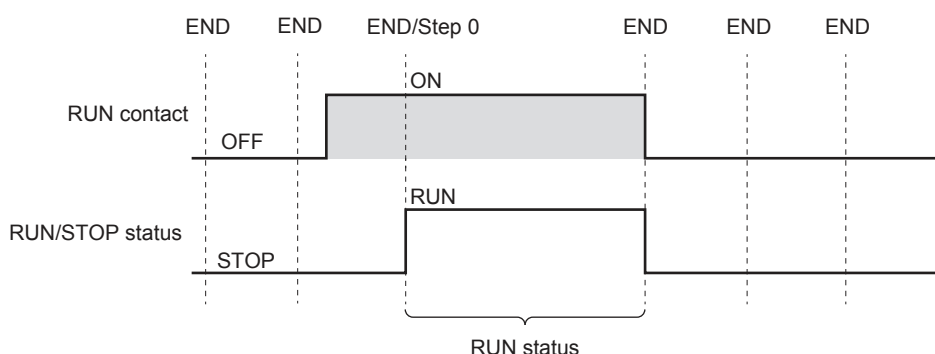 END END END/Step 0 END END END
ON
RUN contact
OFF
RUN
RUN/STOP status
STOP
RUN status